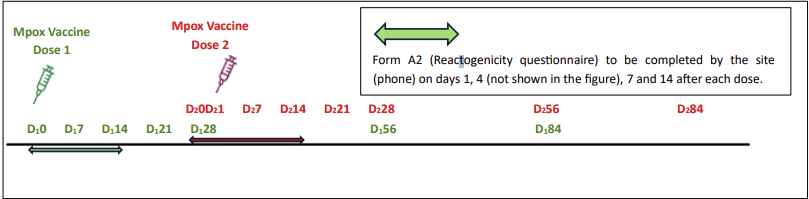 Mpox Vaccine
Dose 1
Mpox Vaccine
Dose 2
Form A2 (Reactogenicity questionnaire) to be completed by the site
(phone) on days 1, 4 (not shown in the figure), 7 and 14 after each dose.
D₂0D₂1 D₂7 D₂14 D₂21 D₂28 D₂56 D₂84
D₁0 D₁7 D₁14 D₁21 D₁28 D₁56 D₁84